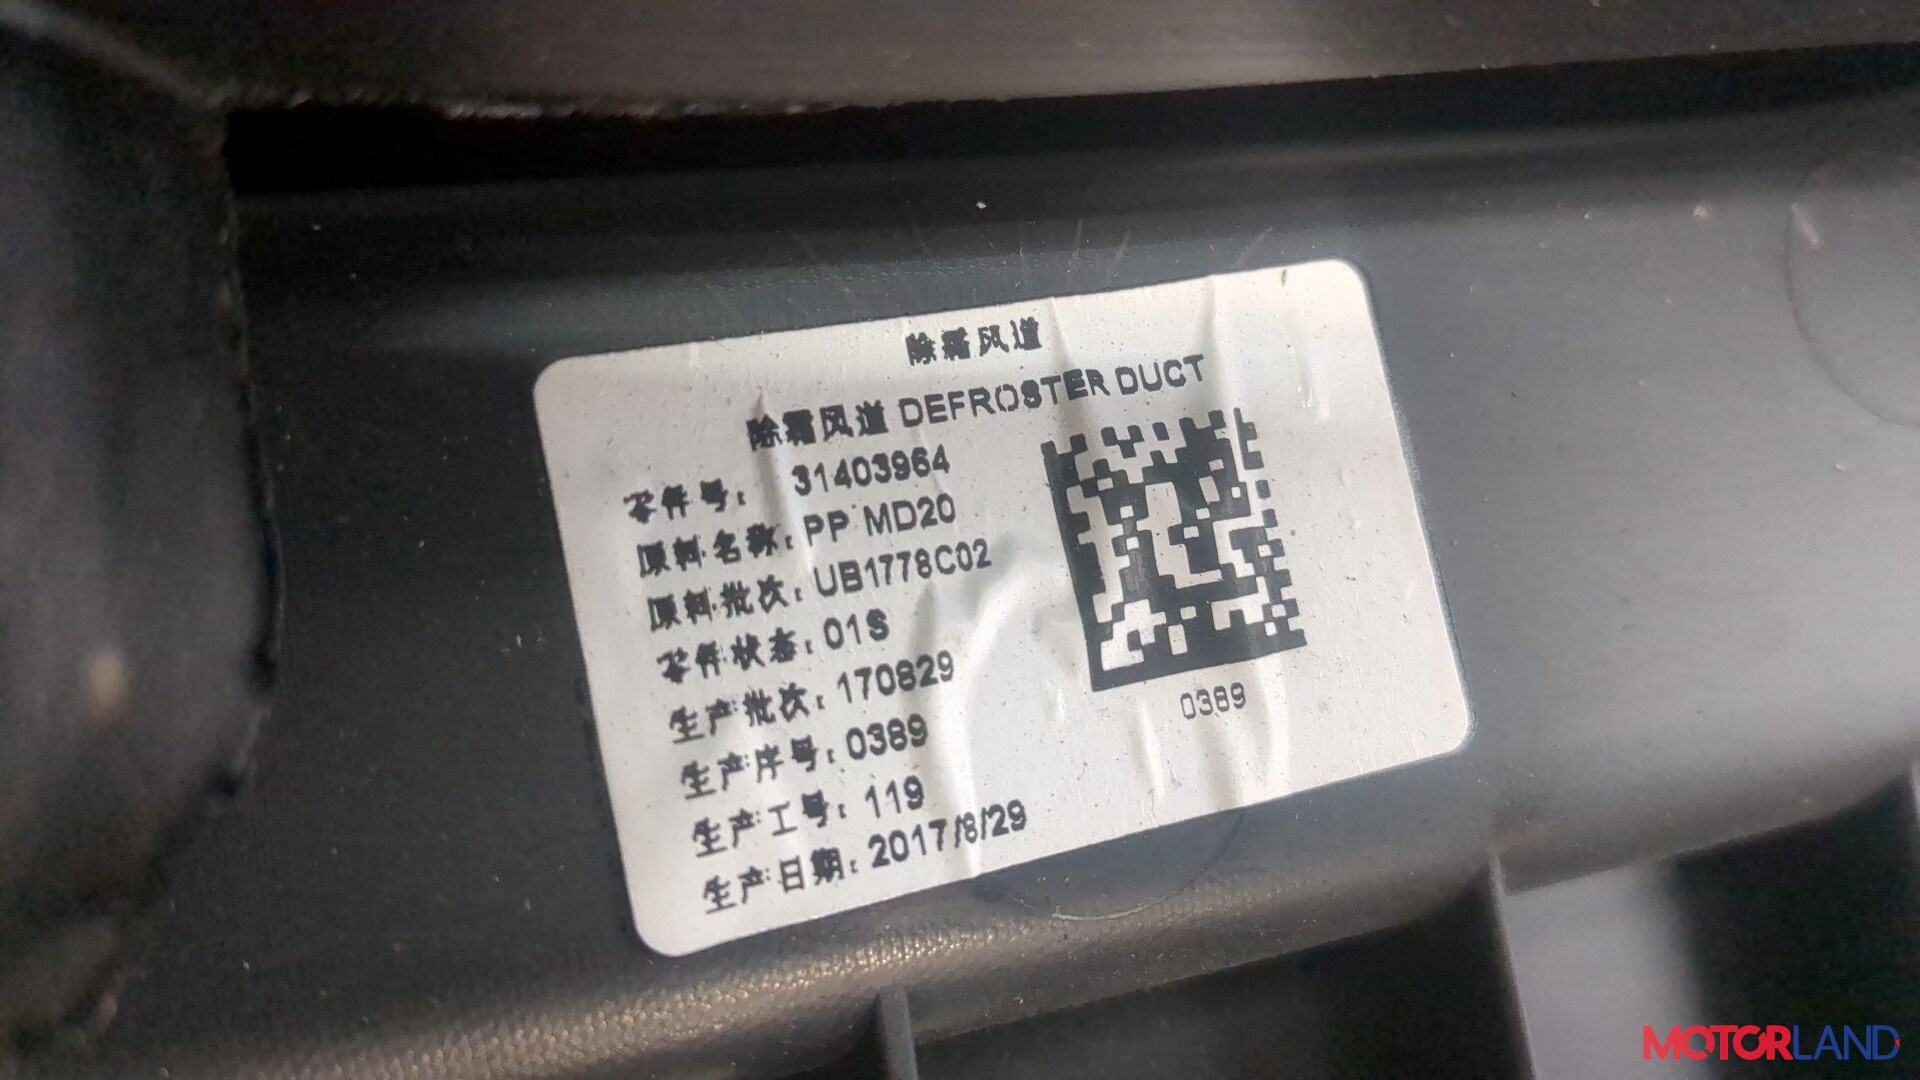 除霜风道
除霜风道 DEFROSTER DUCT
零件号: 31403964
原料名称: PP MD20
原料批次: UB1778C02
零件状态: 01S
生产批次: 170829
生产序号: 0389
生产工号: 119
生产日期: 2017/8/29
0389
MOTORLAND